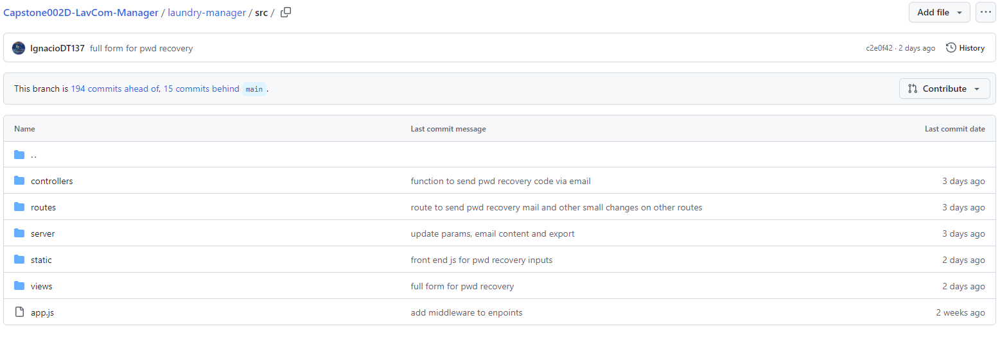 Capstone002D-LavCom-Manager / laundry-manager / src /
Add file
IgnacioDT137 full form for pwd recovery
c2e0f42 · 2 days ago
History
This branch is 194 commits ahead of, 15 commits behind main .
Contribute
Name Last commit message Last commit date
..
controllers function to send pwd recovery code via email 3 days ago
routes route to send pwd recovery mail and other small changes on other routes 3 days ago
server update params, email content and export 3 days ago
static front end js for pwd recovery inputs 2 days ago
views full form for pwd recovery 2 days ago
app.js add middleware to enpoints 2 weeks ago